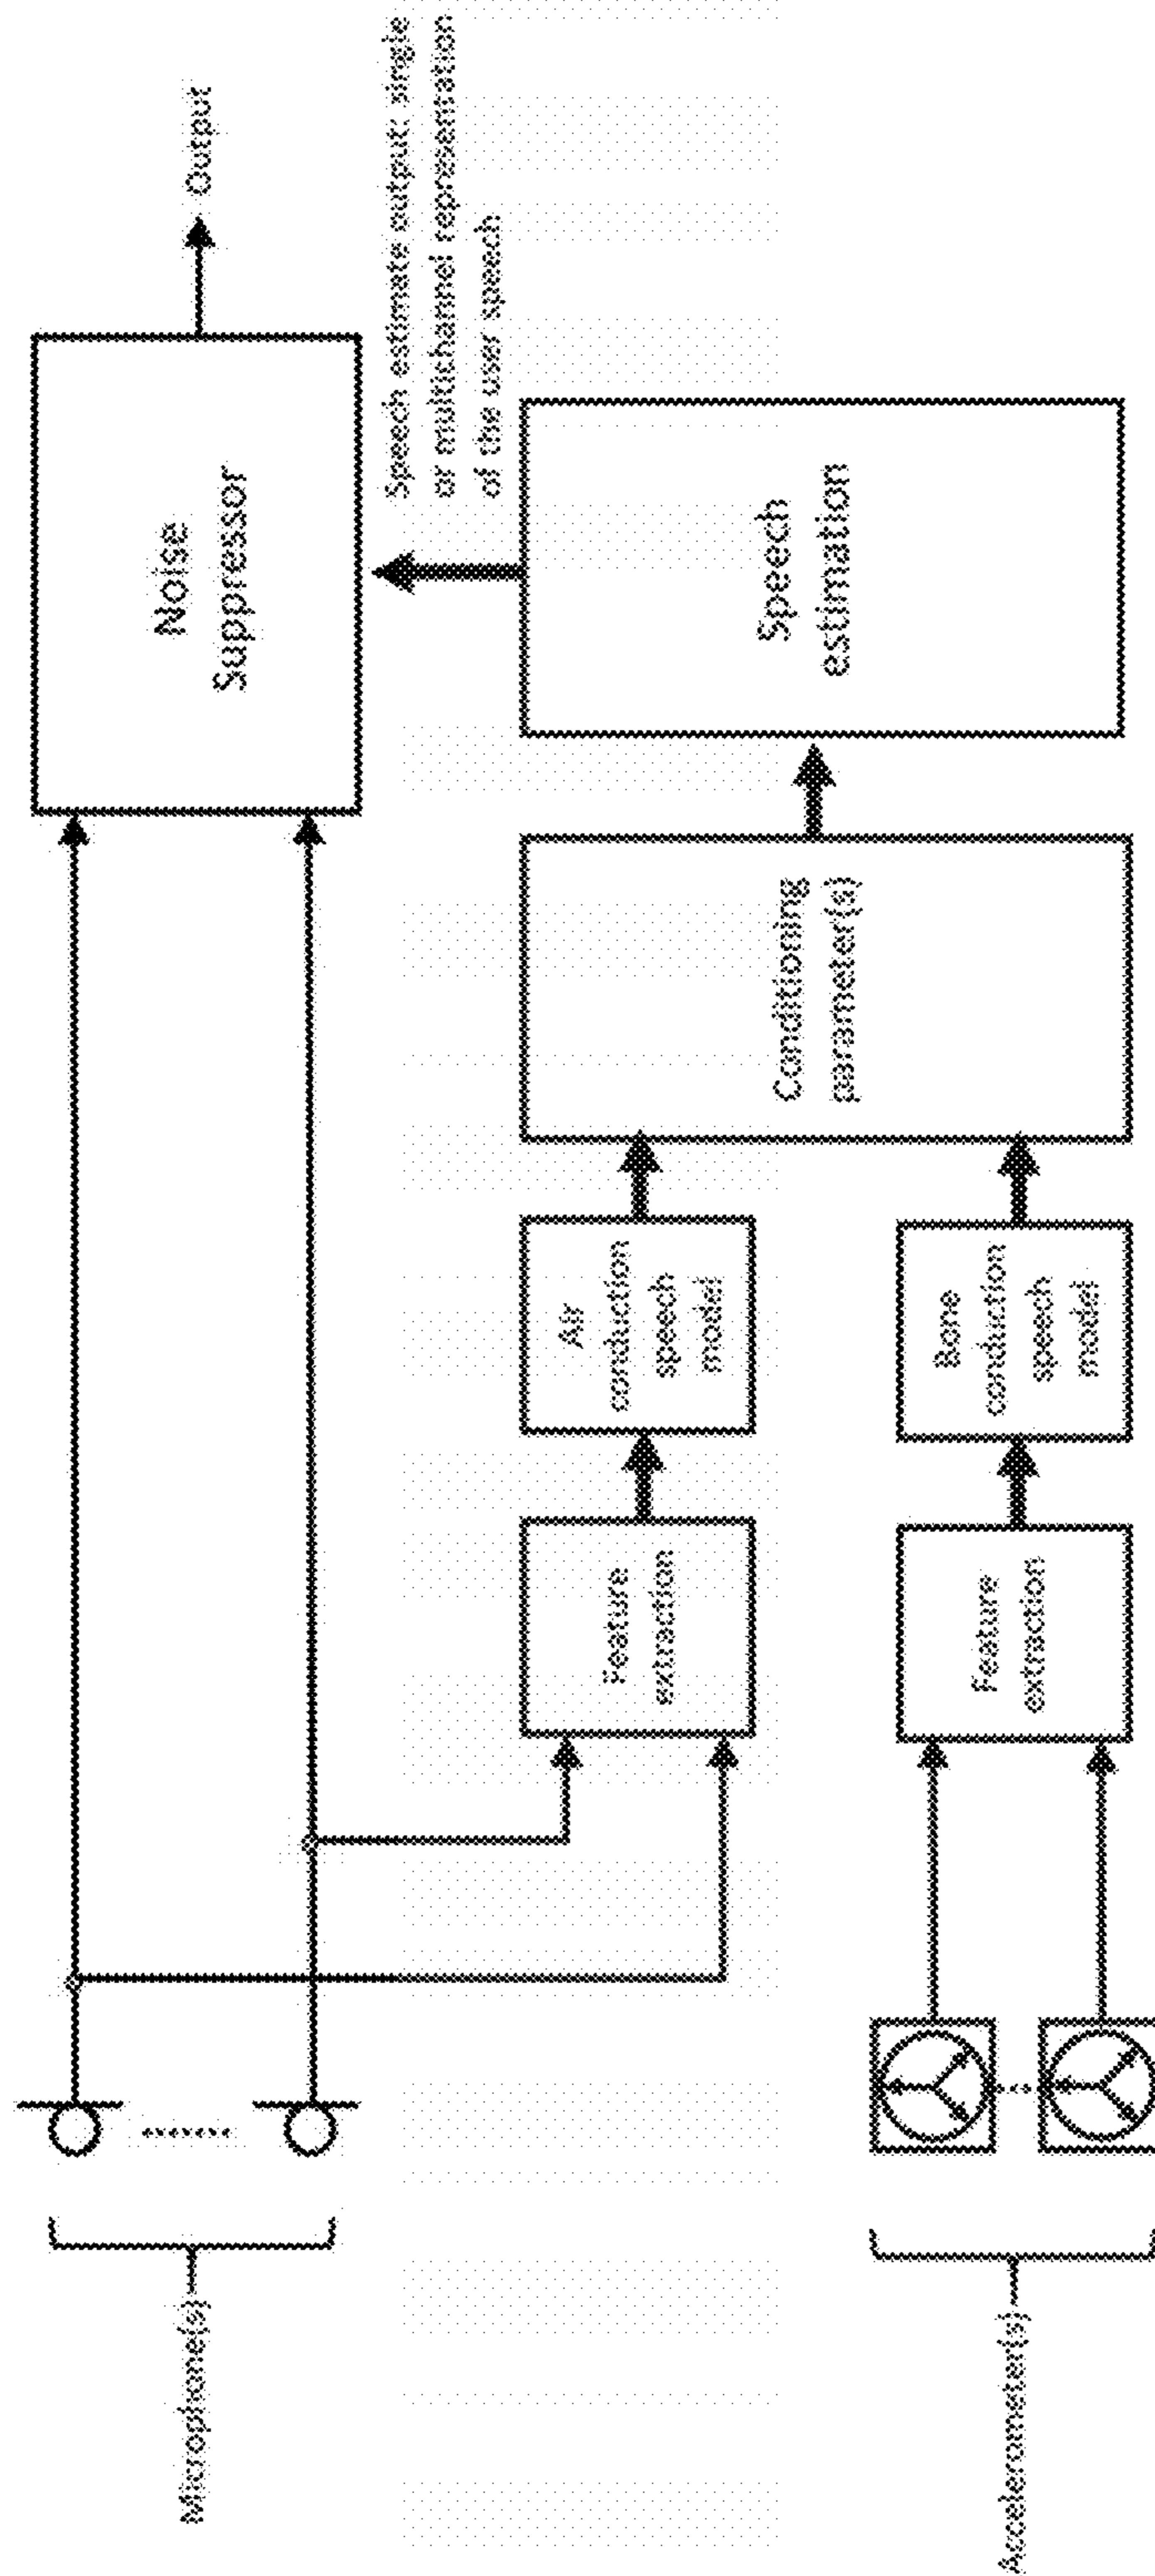 Microphone(s)
Noise
Suppressor
Output
Speech estimate output: single
or multichannel representation
of the user speech
Feature
extraction
Air
conduction
speech
model
Conditioning
parameter(s)
Speech
estimation
Accelerometer(s)
Feature
extraction
Bone
conduction
speech
model